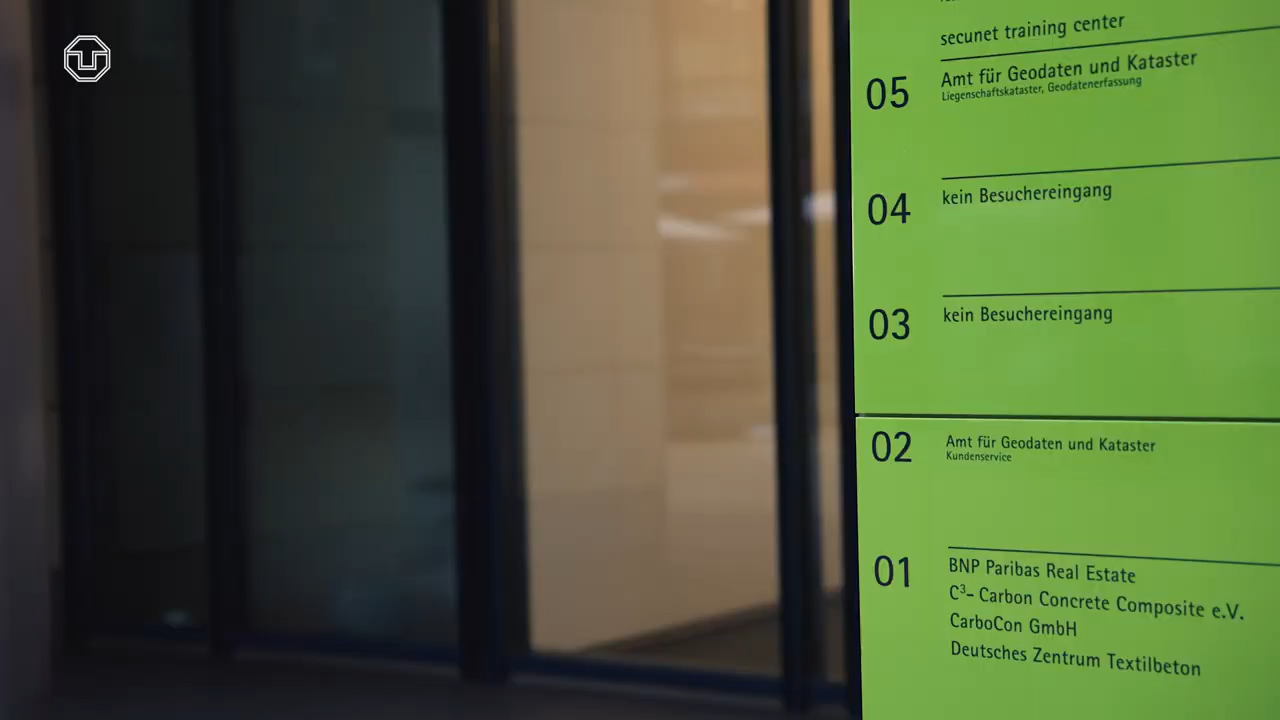 secunet training center
05 Amt für Geodaten und Kataster
Liegenschaftskataster, Geodatenerfassung
04 kein Besuchereingang
03 kein Besuchereingang
02 Amt für Geodaten und Kataster
Kundenservice
01 BNP Paribas Real Estate
C³- Carbon Concrete Composite e.V.
CarboCon GmbH
Deutsches Zentrum Textilbeton